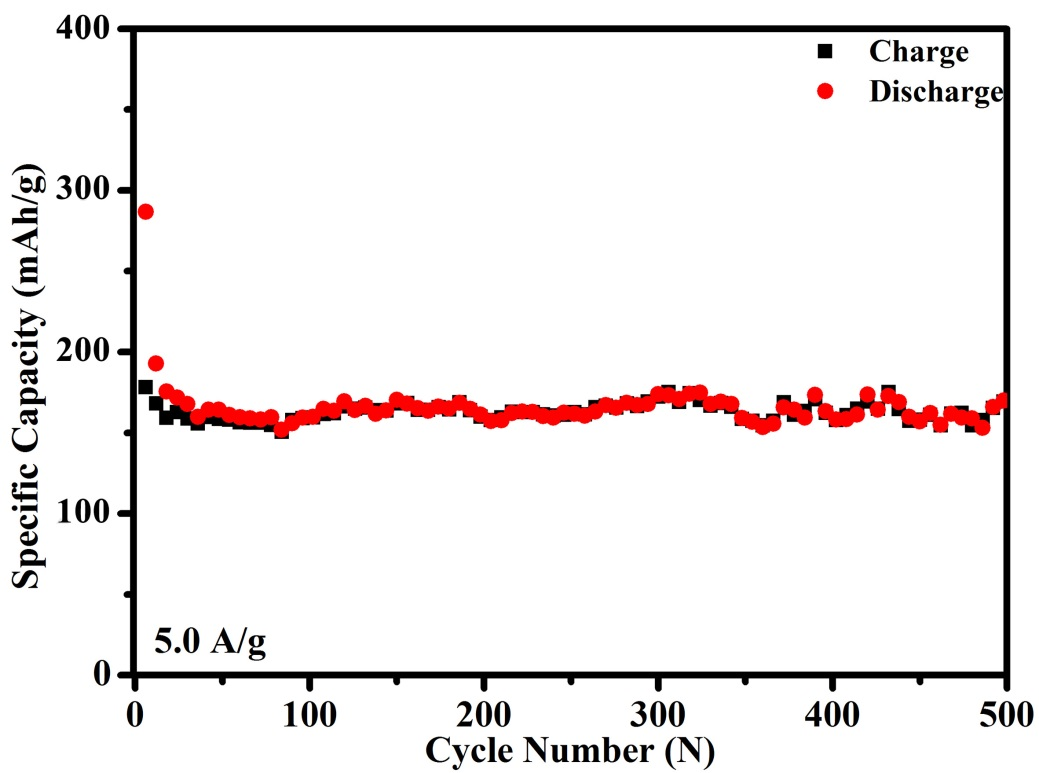 400
300
200
100
0
Specific Capacity (mAh/g)
Charge
Discharge
5.0 A/g
0 100 200 300 400 500
Cycle Number (N)